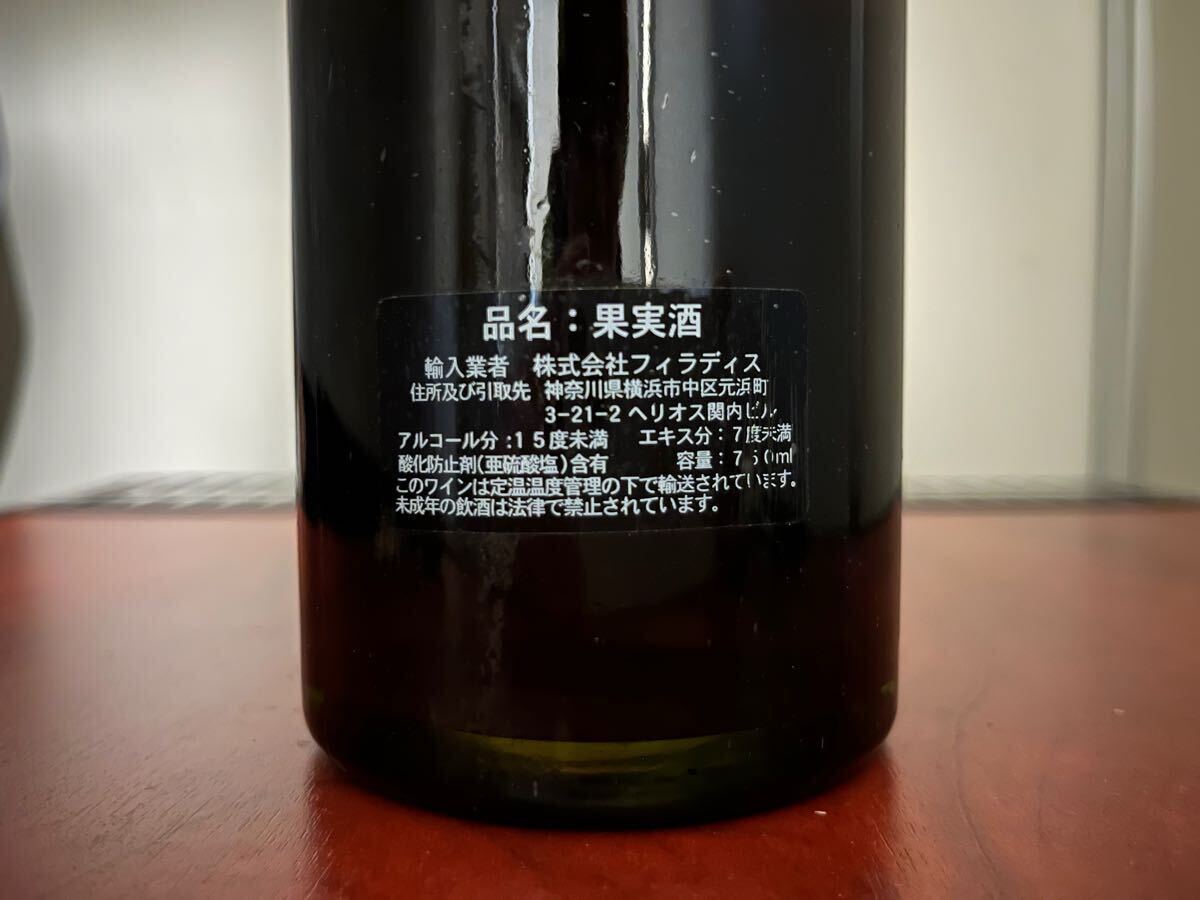 品名：果実酒
輸入業者　株式会社フィラディス
住所及び引取先　神奈川県横浜市中区元浜町
3-21-2 ヘリオス関内ビル
アルコール分：15度未満　エキス分：7度未満
酸化防止剤(亜硫酸塩)含有　容量：750ml
このワインは定温温度管理の下で輸送されています。
未成年の飲酒は法律で禁止されています。